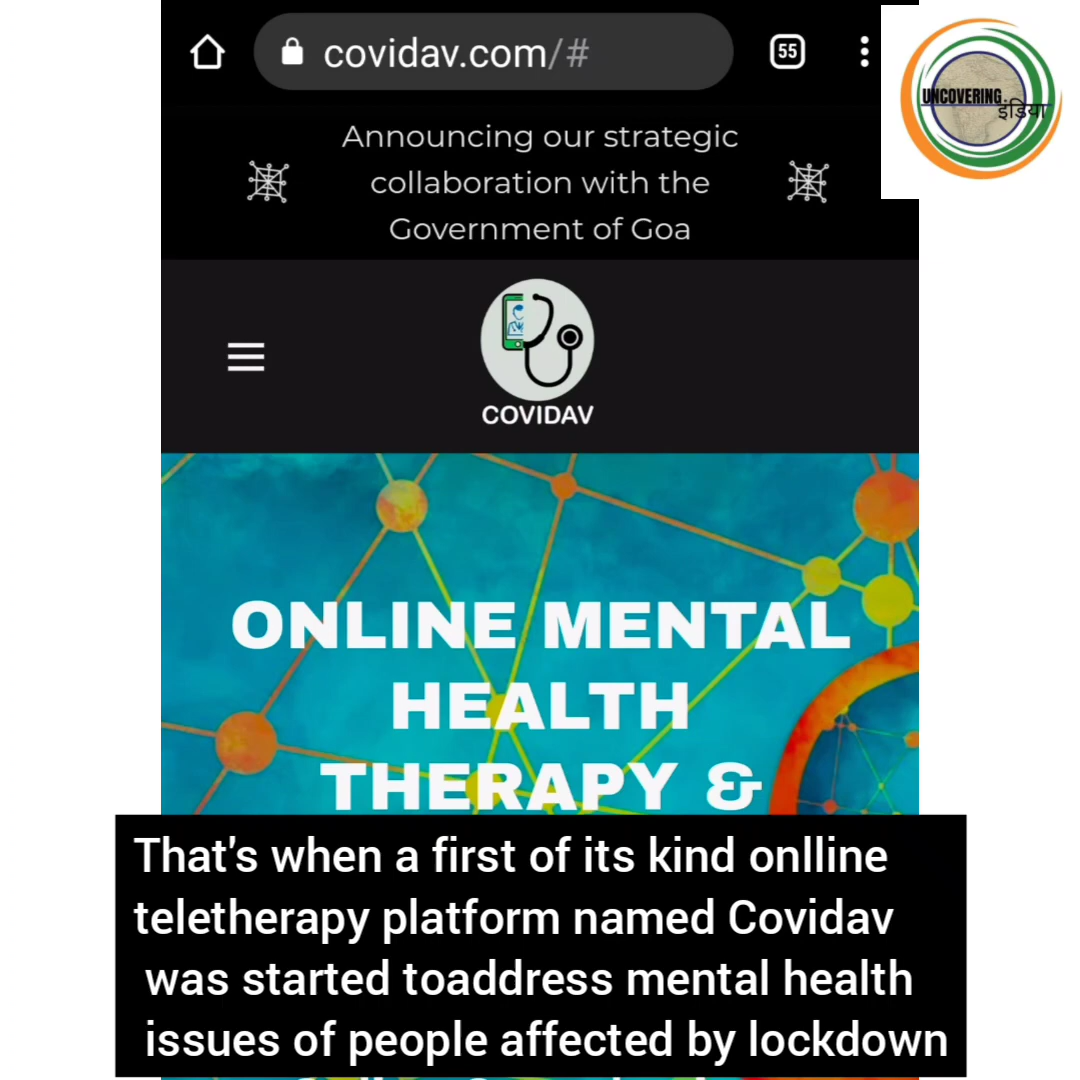 covidav.com/#
55
UNCOVERING
इंडिया
Announcing our strategic
collaboration with the
Government of Goa
COVIDAV
ONLINE MENTAL
HEALTH
THERAPY &
That's when a first of its kind onlline
teletherapy platform named Covidav
was started toaddress mental health
issues of people affected by lockdown